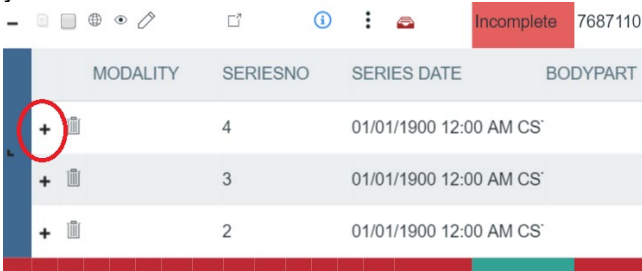 Incomplete 7687110
MODALITY SERIESNO SERIES DATE BODYPART
4 01/01/1900 12:00 AM CS
3 01/01/1900 12:00 AM CS
2 01/01/1900 12:00 AM CS